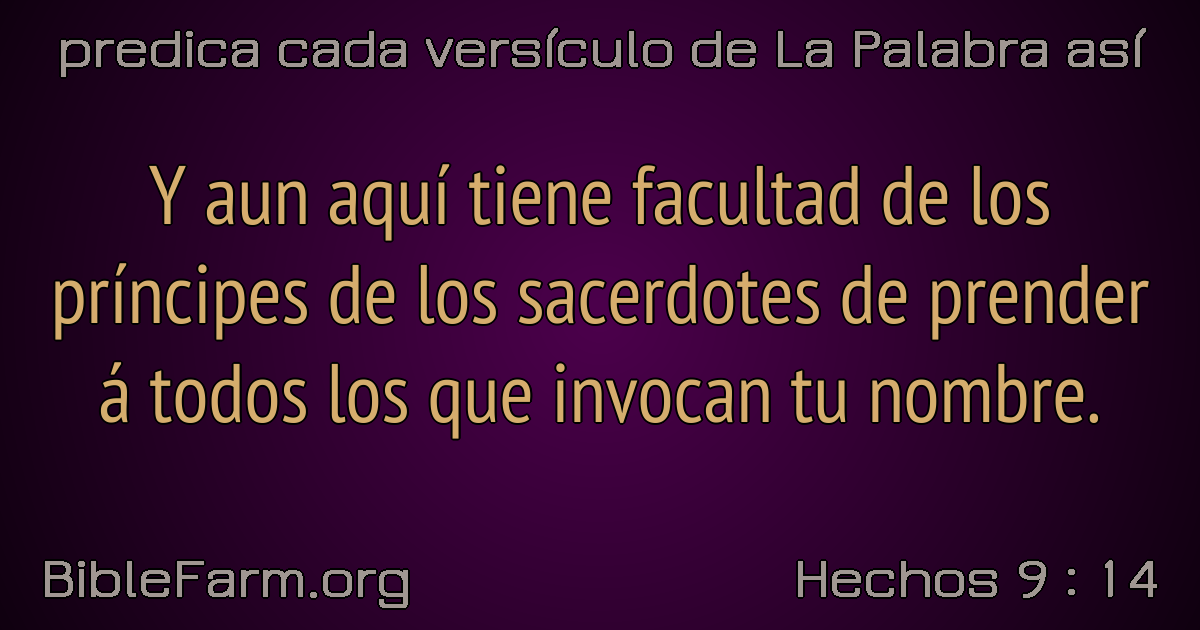 predica cada versículo de La Palabra así
Y aun aquí tiene facultad de los
príncipes de los sacerdotes de prender
á todos los que invocan tu nombre.
BibleFarm.org
Hechos 9 : 14